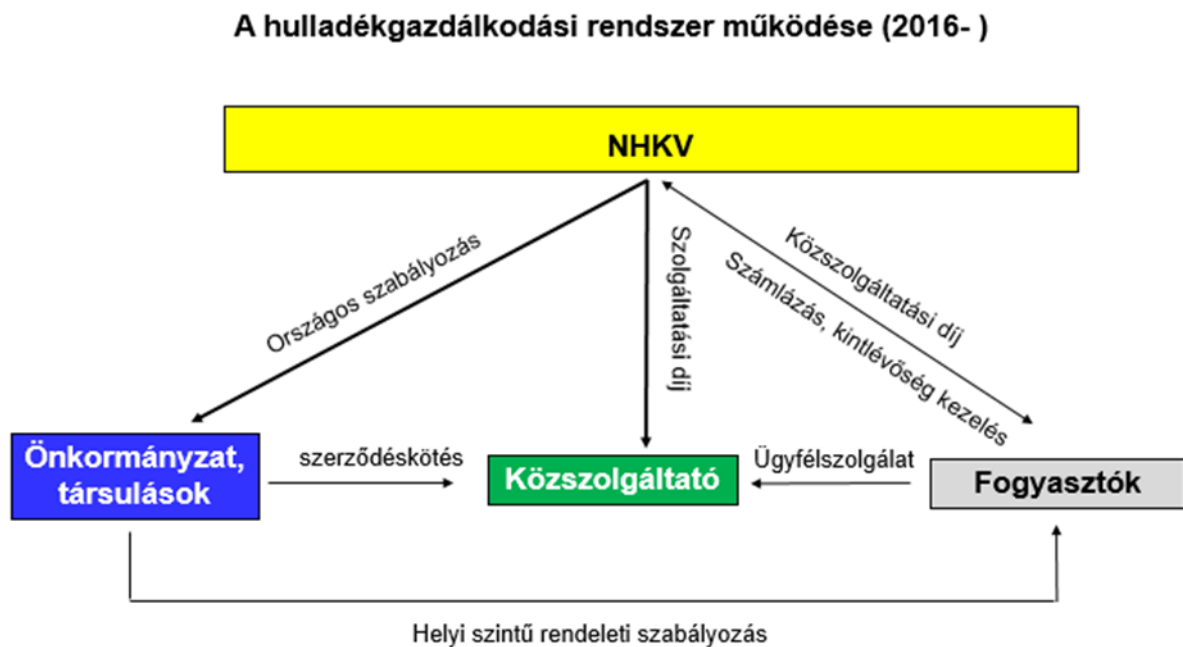 A hulladékgazdálkodási rendszer működése (2016- )
NHKV
Országos szabályozás
Szolgáltatási díj
Közszolgáltatási díj
Számlázás, kintlévőség kezelés
Önkormányzat,
társulások
szerződéskötés
Közszolgáltató
Ügyfélszolgálat
Fogyasztók
Helyi szintű rendeleti szabályozás